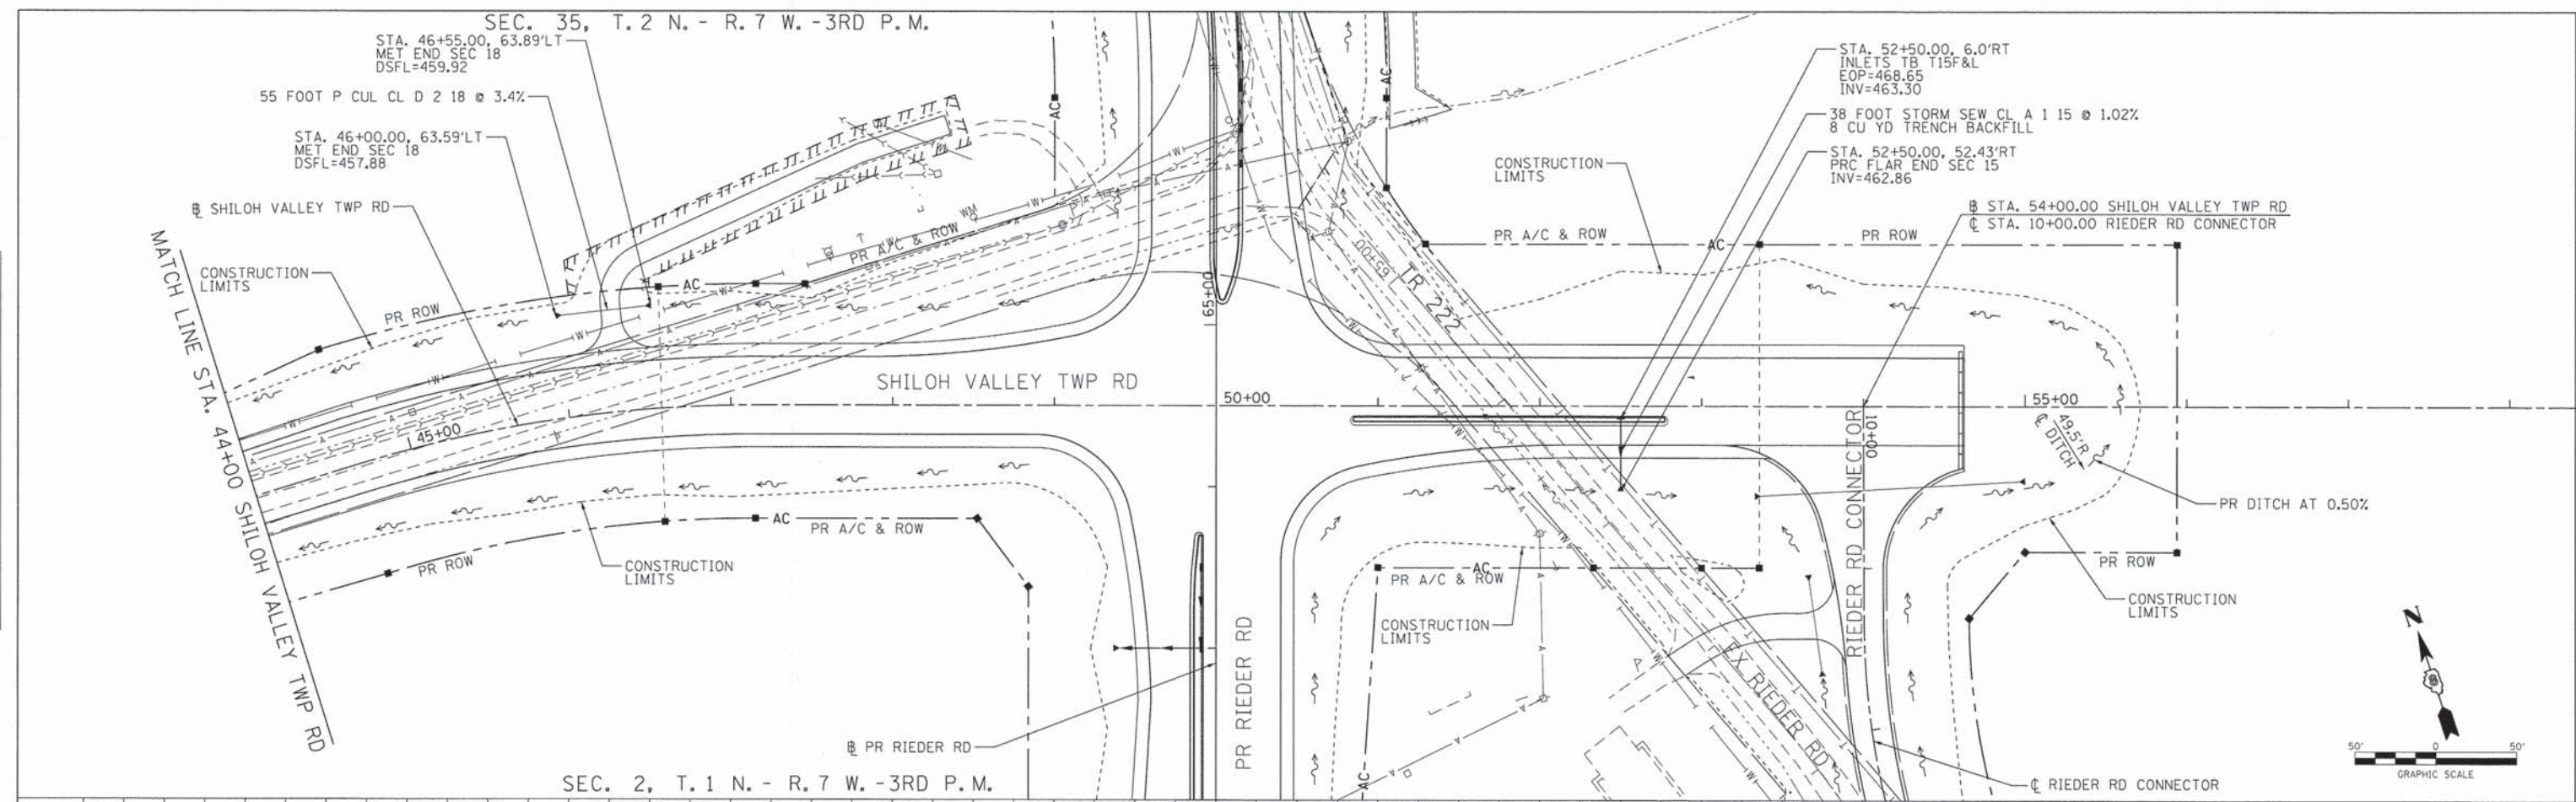 SEC. 35, T. 2 N. - R. 7 W. -3RD P. M.
STA. 46+55.00, 63.89'LT
MET END SEC 18
DSFL=459.92
55 FOOT P CUL CL D 2 18 @ 3.4%
STA. 46+00.00, 63.59'LT
MET END SEC 18
DSFL=457.88
℄ SHILOH VALLEY TWP RD
CONSTRUCTION
LIMITS
PR ROW
MATCH LINE STA. 44+00 SHILOH VALLEY TWP RD
AC
PR A/C & ROW
WM
AC
AC
STA. 52+50.00, 6.0'RT
INLETS TB T15F&L
EOP=468.65
INV=463.30
38 FOOT STORM SEW CL A 1 15 @ 1.02%
8 CU YD TRENCH BACKFILL
STA. 52+50.00, 52.43'RT
PRC FLAR END SEC 15
INV=462.86
CONSTRUCTION
LIMITS
℄ STA. 54+00.00 SHILOH VALLEY TWP RD
℄ STA. 10+00.00 RIEDER RD CONNECTOR
PR A/C & ROW
AC
PR ROW
65+00
55+00
TR 222
SHILOH VALLEY TWP RD
50+00
45+00
55+00
10+00
49.5'R
℄ DITCH
PR DITCH AT 0.50%
RIEDER RD CONNECTOR
AC
PR A/C & ROW
PR ROW
CONSTRUCTION
LIMITS
AC
PR A/C & ROW
CONSTRUCTION
LIMITS
PR ROW
CONSTRUCTION
LIMITS
PR RIEDER RD
EX RIEDER RD
AC
℄ PR RIEDER RD
℄ RIEDER RD CONNECTOR
SEC. 2, T. 1 N. - R. 7 W. -3RD P. M.
N
50' 0 50'
GRAPHIC SCALE